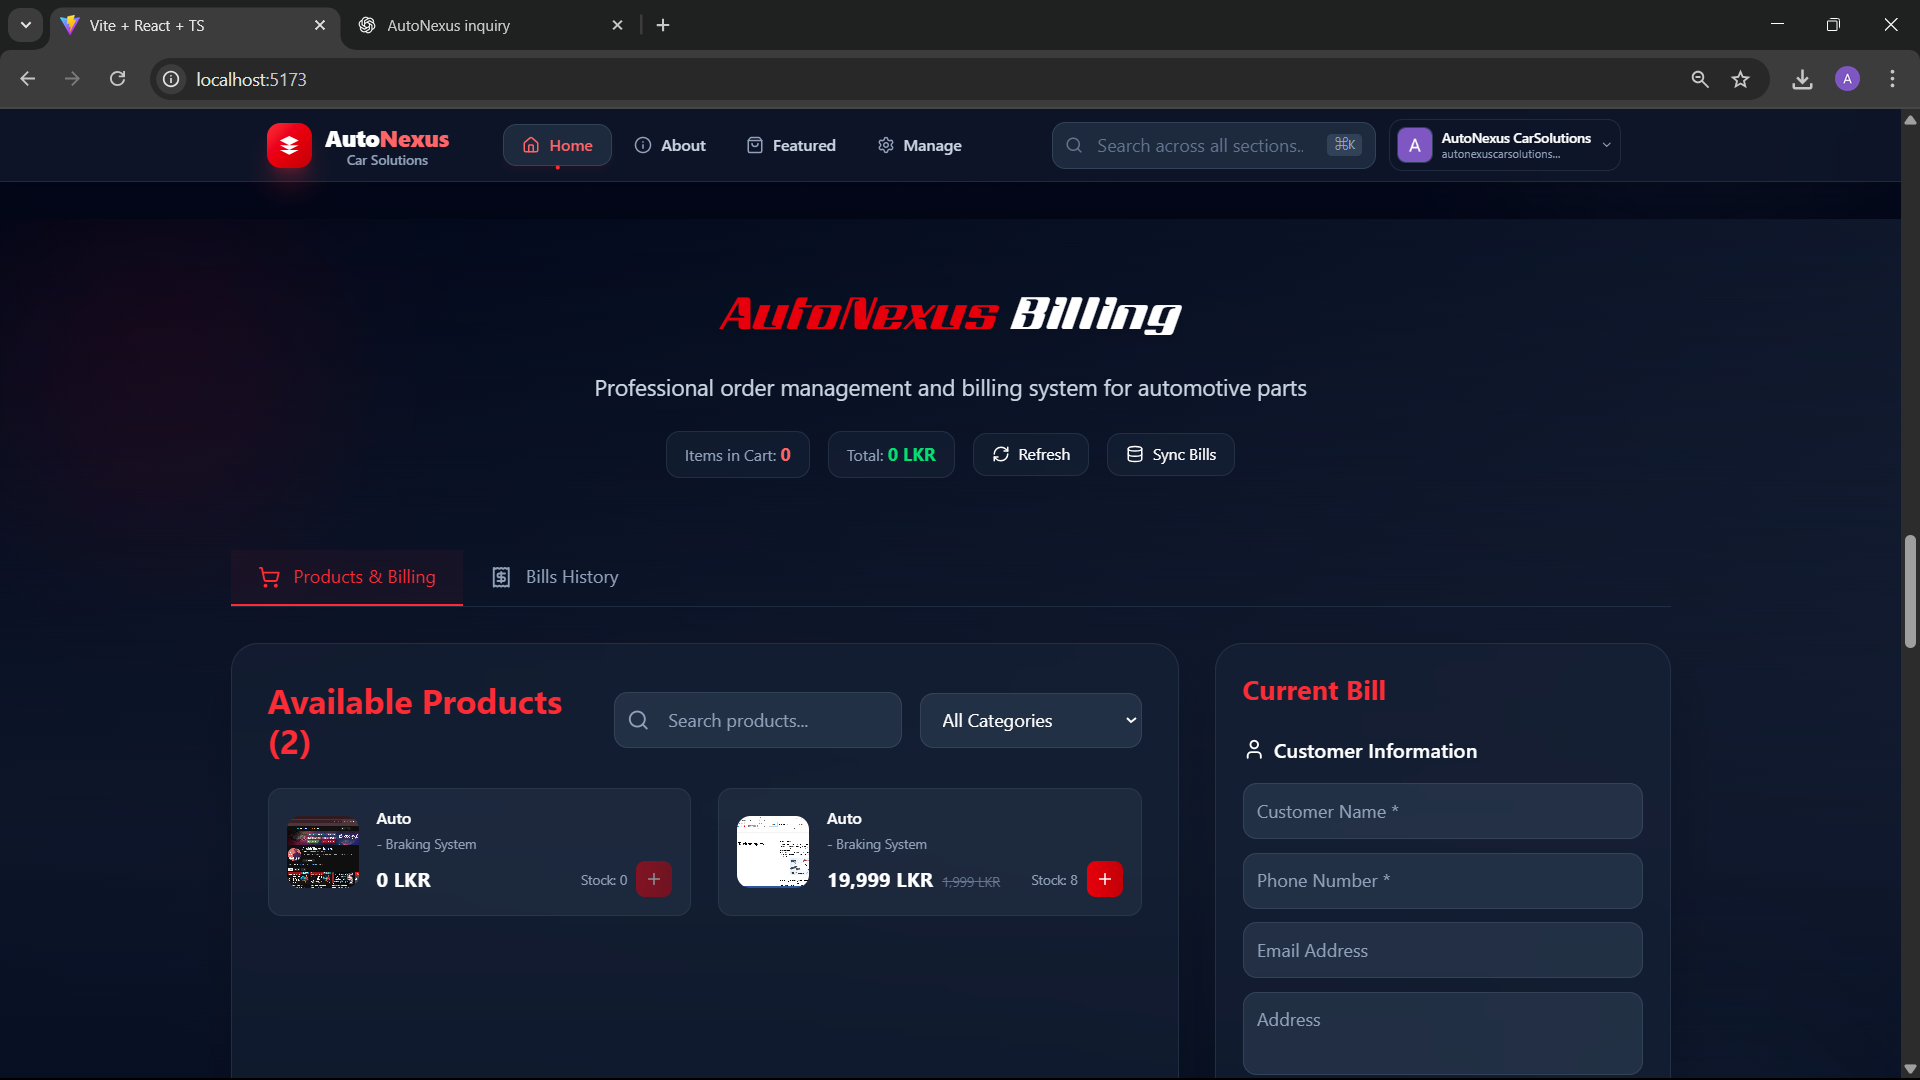 Vite + React + TS
AutoNexus inquiry
localhost:5173
A
AutoNexus
Car Solutions
Home
About
Featured
Manage
Search across all sections..
⌘K
A
AutoNexus CarSolutions
autonexuscarsolutions...
AutoNexus Billing
Professional order management and billing system for automotive parts
Items in Cart: 0
Total: 0 LKR
Refresh
Sync Bills
Products & Billing
Bills History
Available Products
(2)
Search products...
All Categories
Auto
- Braking System
0 LKR
Stock: 0
+
Auto
- Braking System
19,999 LKR 1,999 LKR
Stock: 8
+
Current Bill
Customer Information
Customer Name *
Phone Number *
Email Address
Address